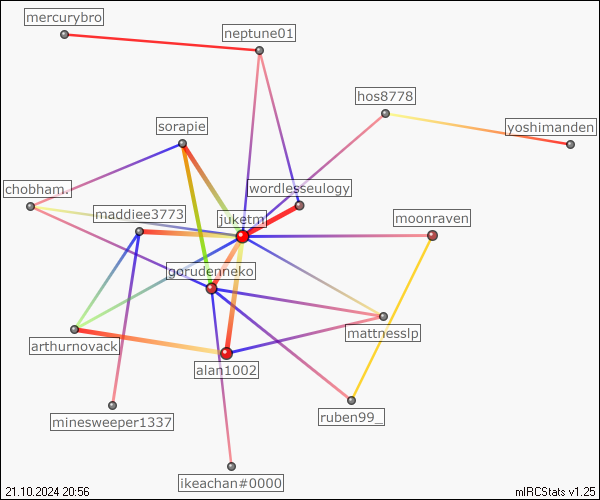 mercurybro
neptune01
hos8778
yoshimanden
sorapie
wordlesseulogy
chobham.
maddiee3773
juketm
moonraven
gorudenneko
mattnesslp
arthurnovack
alan1002
minesweeper1337
ruben99_
ikeachan#0000
21.10.2024 20:56
mIRCStats v1.25